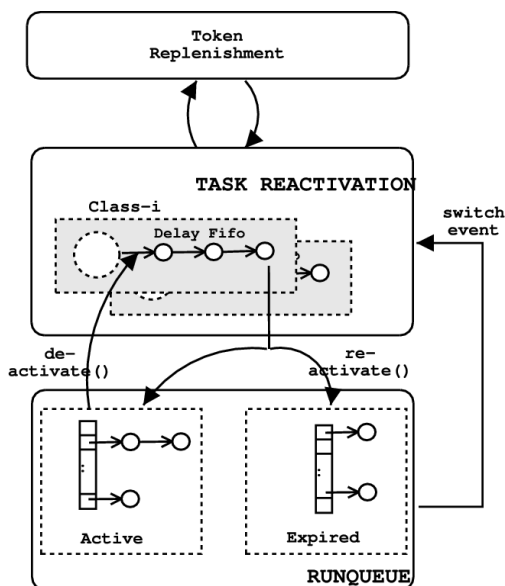 Token
Replenishment
TASK REACTIVATION
Class-i
Delay Fifo
switch
event
de-
activate()
re-
activate()
Active
Expired
RUNQUEUE